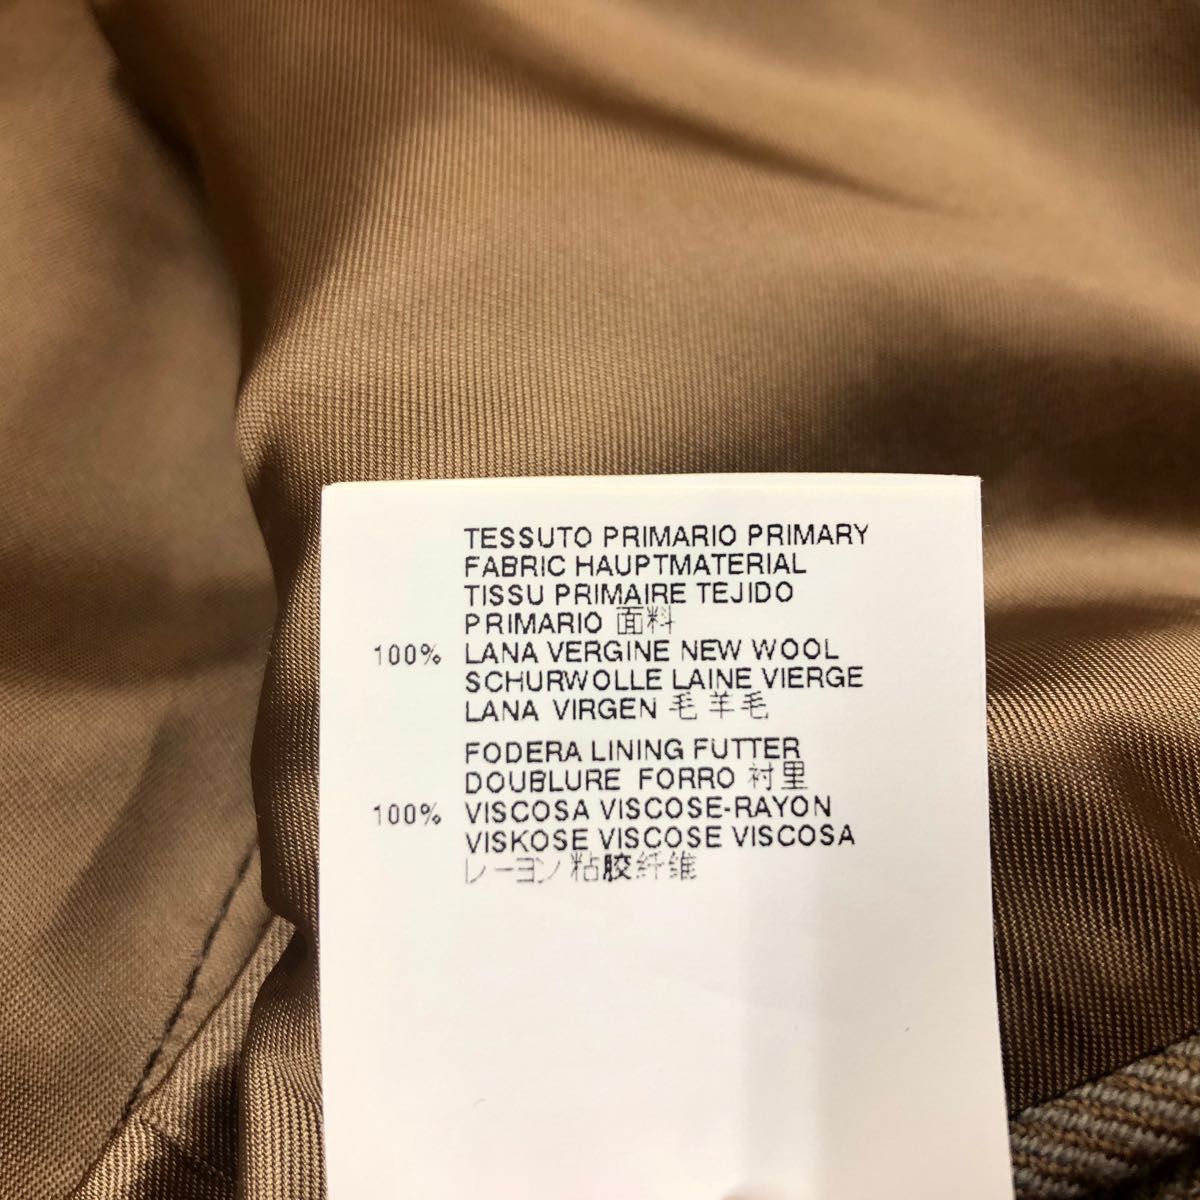 TESSUTO PRIMARIO PRIMARY
FABRIC HAUPTMATERIAL
TISSU PRIMAIRE TEJIDO
PRIMARIO 面料
100% LANA VERGINE NEW WOOL
SCHURWOLLE LAINE VIERGE
LANA VIRGEN 毛 羊毛
FODERA LINING FUTTER
DOUBLURE FORRO 衬里
100% VISCOSA VISCOSE-RAYON
VISKOSE VISCOSE VISCOSA
レーヨン 粘胶纤维